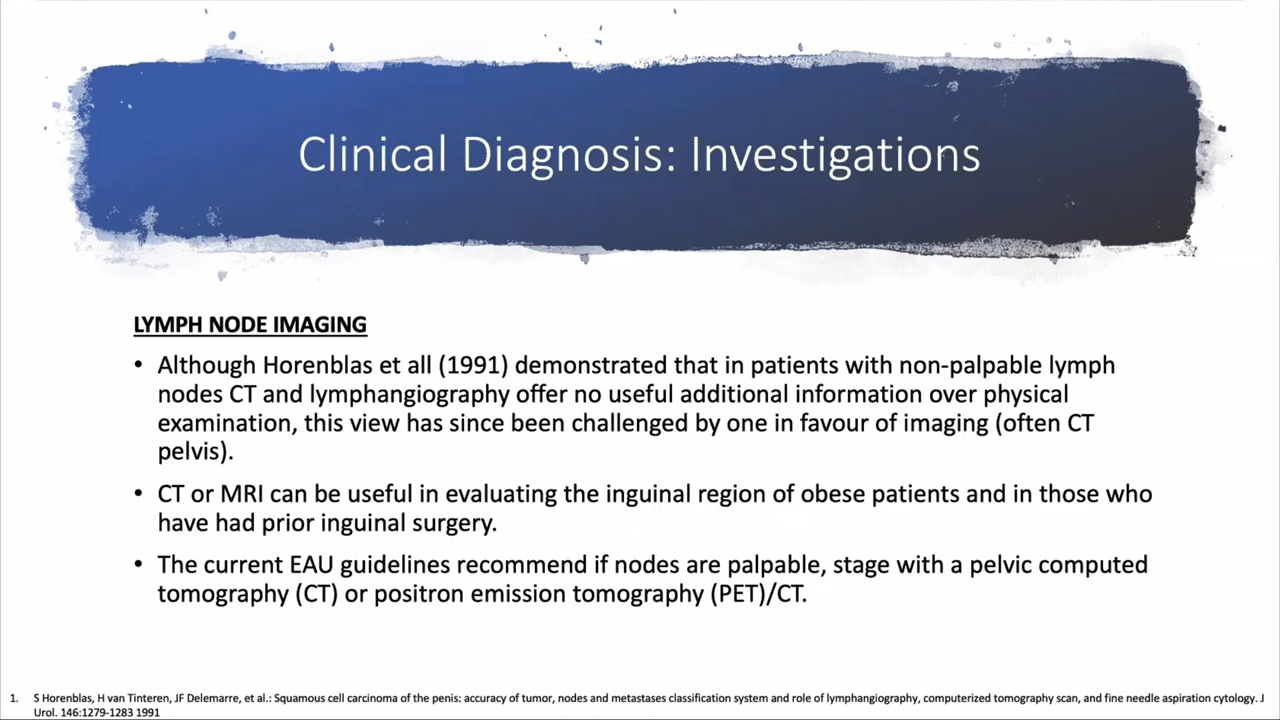 Clinical Diagnosis: Investigations
LYMPH NODE IMAGING
• Although Horenblas et all (1991) demonstrated that in patients with non-palpable lymph
nodes CT and lymphangiography offer no useful additional information over physical
examination, this view has since been challenged by one in favour of imaging (often CT
pelvis).
• CT or MRI can be useful in evaluating the inguinal region of obese patients and in those who
have had prior inguinal surgery.
• The current EAU guidelines recommend if nodes are palpable, stage with a pelvic computed
tomography (CT) or positron emission tomography (PET)/CT.
1. S Horenblas, H van Tinteren, JF Delemarre, et al.: Squamous cell carcinoma of the penis: accuracy of tumor, nodes and metastases classification system and role of lymphangiography, computerized tomography scan, and fine needle aspiration cytology. J
Urol. 146:1279-1283 1991